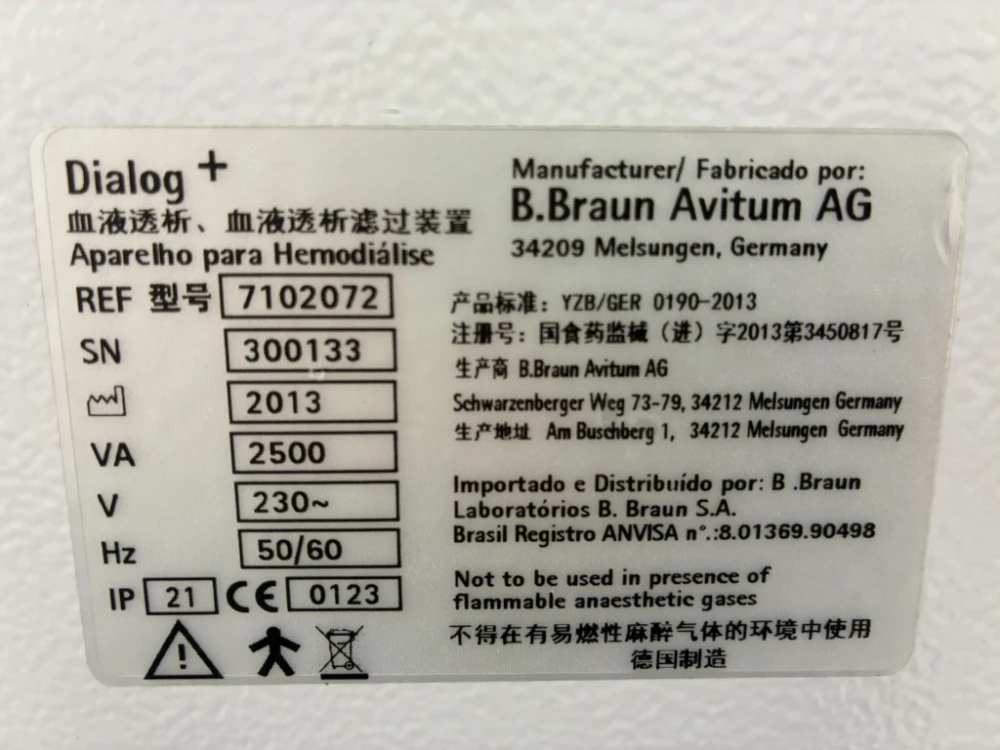 Dialog +
血液透析、血液透析滤过装置
Aparelho para Hemodiálise
REF 型号 7102072
SN 300133
2013
VA 2500
V 230~
Hz 50/60
IP 21 CE 0123
Manufacturer/ Fabricado por:
B.Braun Avitum AG
34209 Melsungen, Germany
产品标准: YZB/GER 0190-2013
注册号: 国食药监械（进）字2013第3450817号
生产商 B.Braun Avitum AG
Schwarzenberger Weg 73-79, 34212 Melsungen Germany
生产地址 Am Buschberg 1, 34212 Melsungen Germany
Importado e Distribuído por: B .Braun
Laboratórios B. Braun S.A.
Brasil Registro ANVISA n°.:8.01369.90498
Not to be used in presence of
flammable anaesthetic gases
不得在有易燃性麻醉气体的环境中使用
德国制造